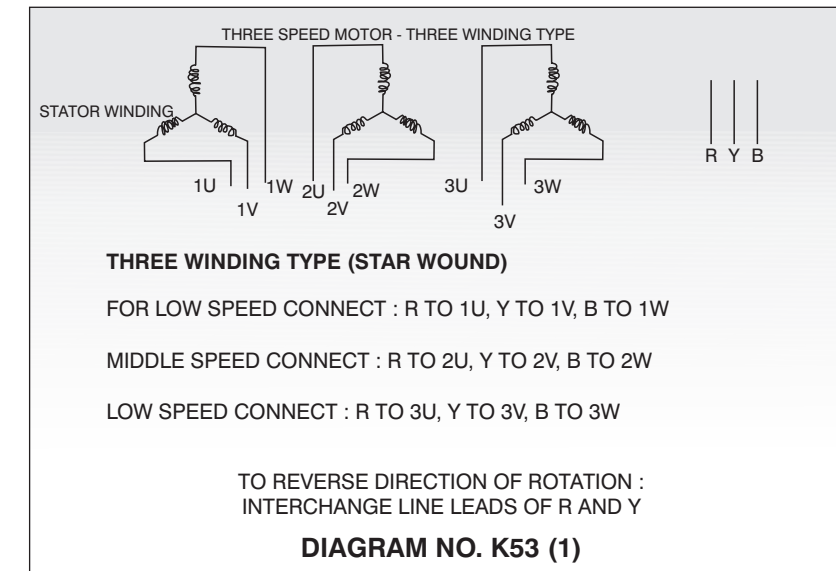 THREE SPEED MOTOR - THREE WINDING TYPE
STATOR WINDING
R Y B
1U 1W 2U 2W 3U 3W
1V 2V 3V
THREE WINDING TYPE (STAR WOUND)
FOR LOW SPEED CONNECT : R TO 1U, Y TO 1V, B TO 1W
MIDDLE SPEED CONNECT : R TO 2U, Y TO 2V, B TO 2W
LOW SPEED CONNECT : R TO 3U, Y TO 3V, B TO 3W
TO REVERSE DIRECTION OF ROTATION :
INTERCHANGE LINE LEADS OF R AND Y
DIAGRAM NO. K53 (1)